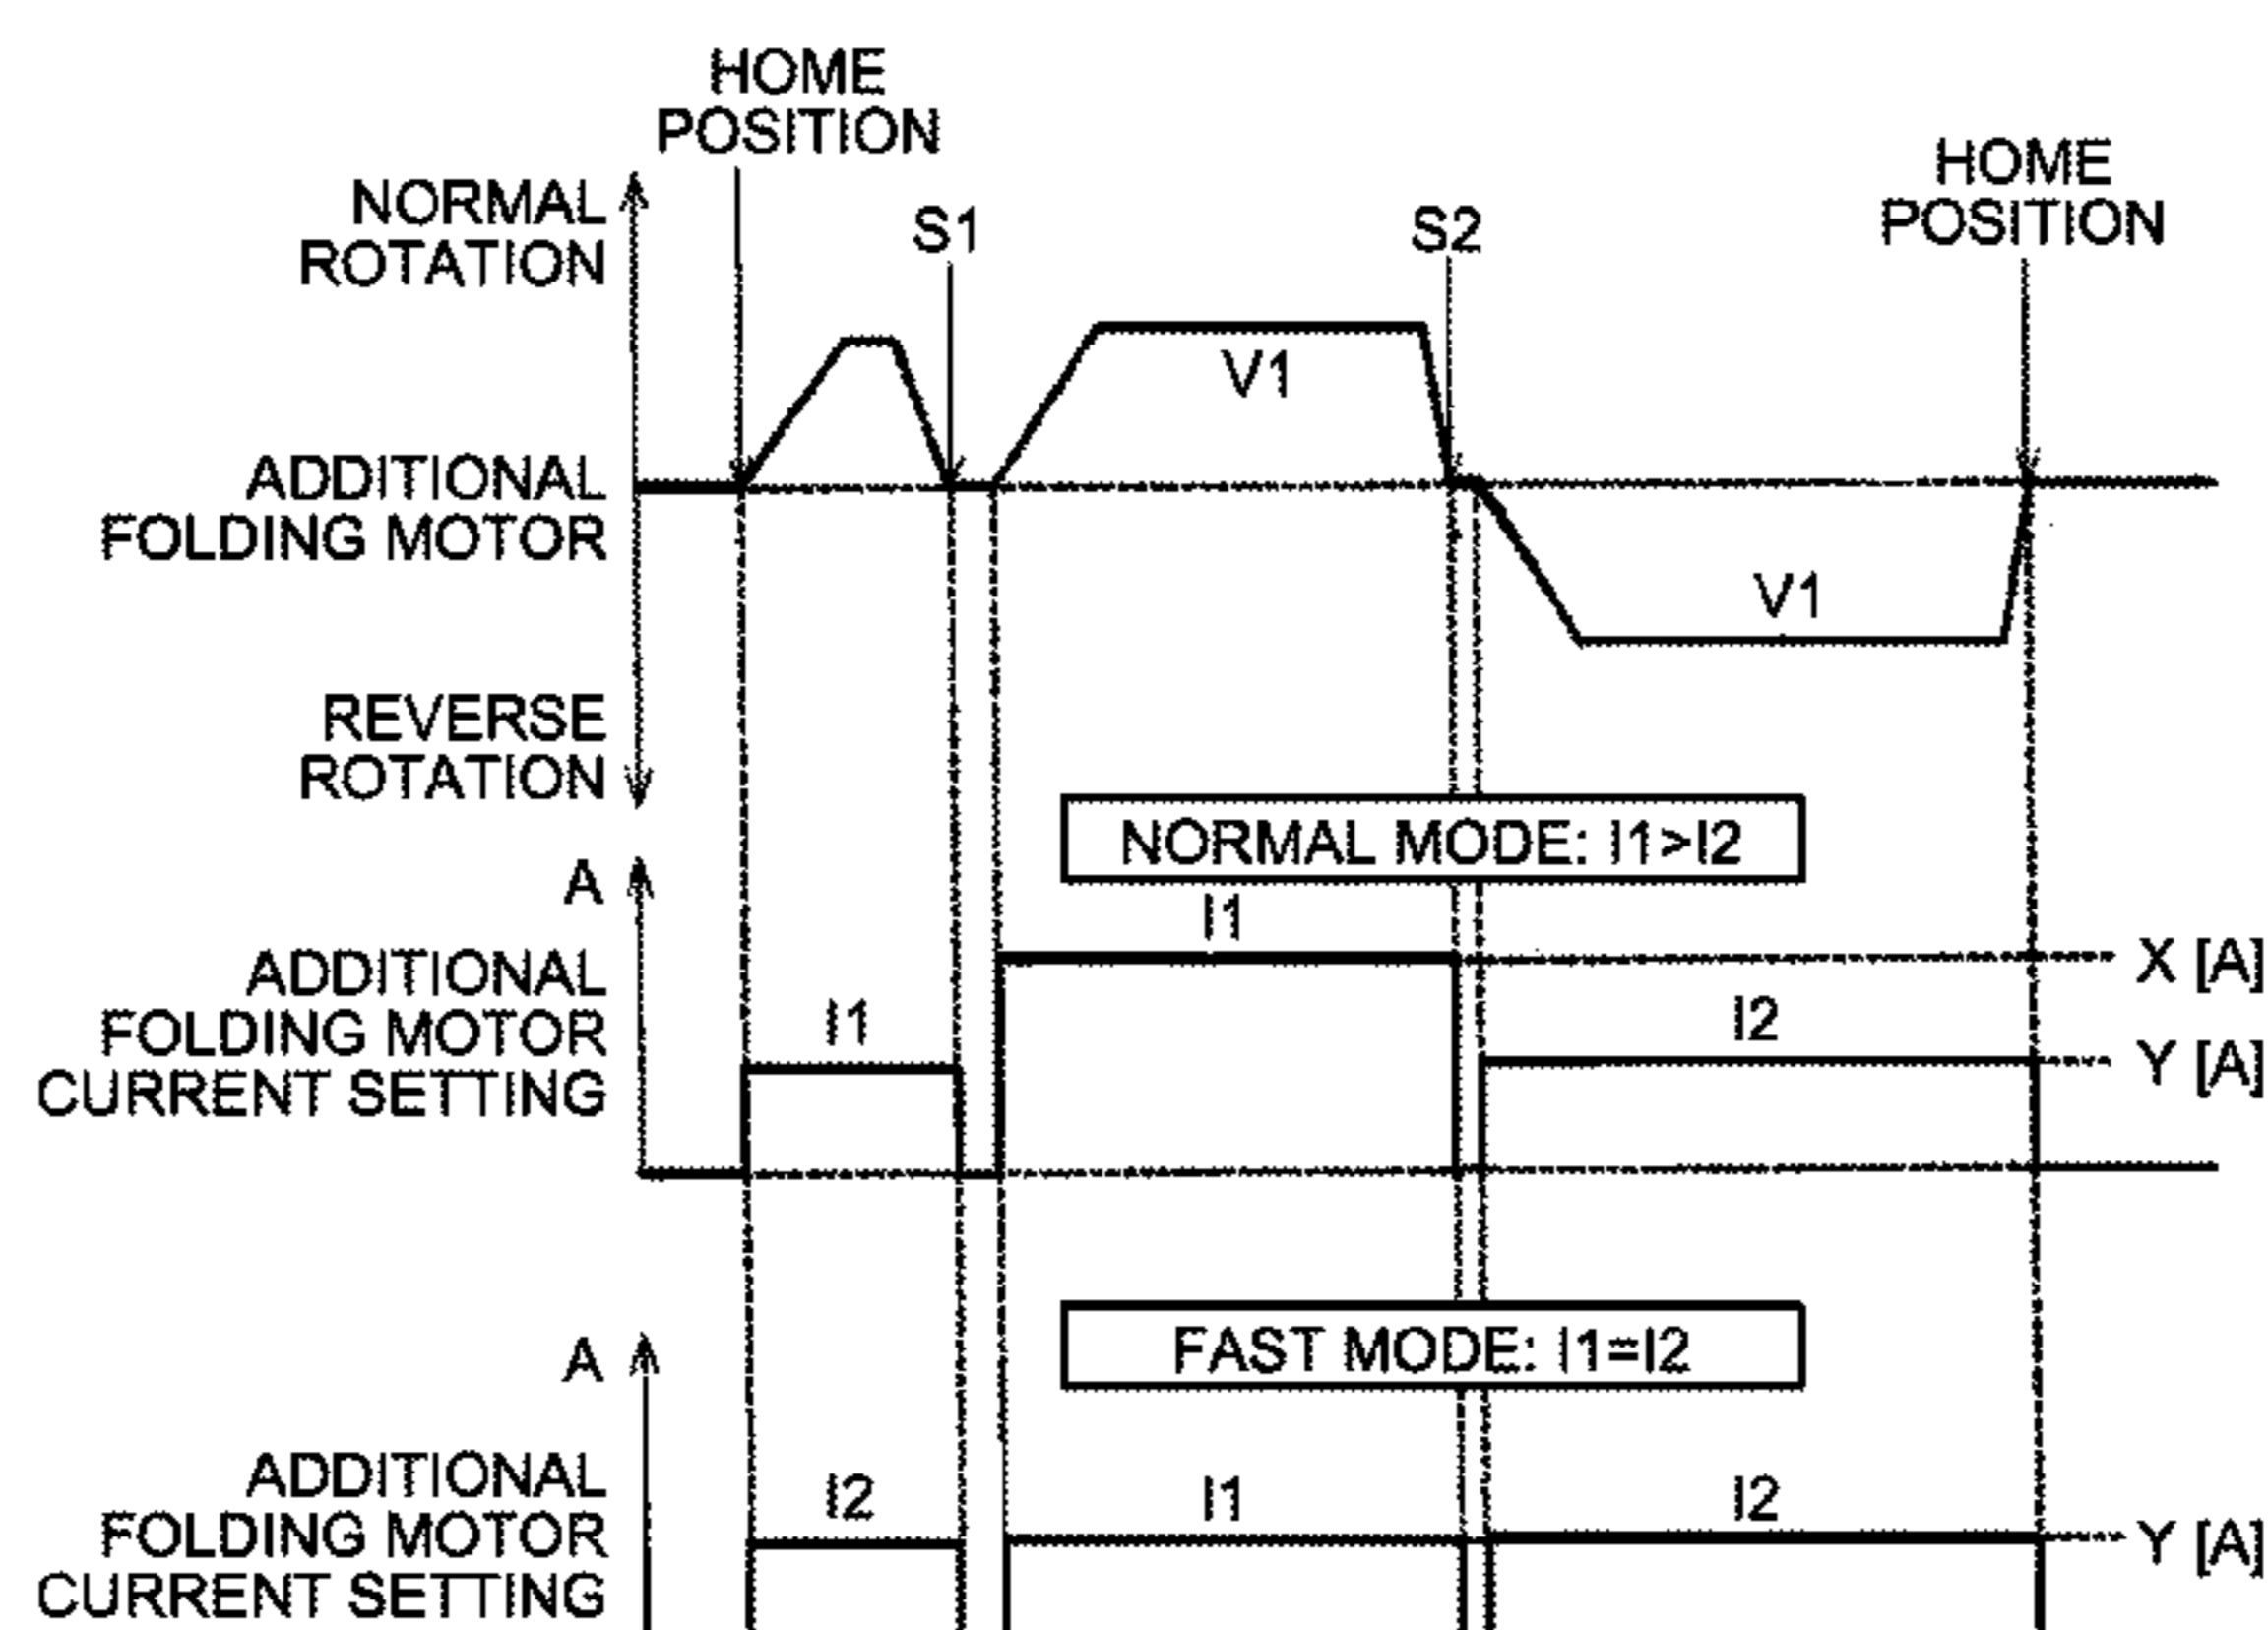 HOME
POSITION
HOME
POSITION
NORMAL
ROTATION
S1
S2
V1
ADDITIONAL
FOLDING MOTOR
V1
REVERSE
ROTATION
NORMAL MODE: I1>I2
A
I1
ADDITIONAL
FOLDING MOTOR
CURRENT SETTING
X [A]
I1
I2
Y [A]
FAST MODE: I1=I2
A
ADDITIONAL
FOLDING MOTOR
CURRENT SETTING
I2
I1
I2
Y [A]